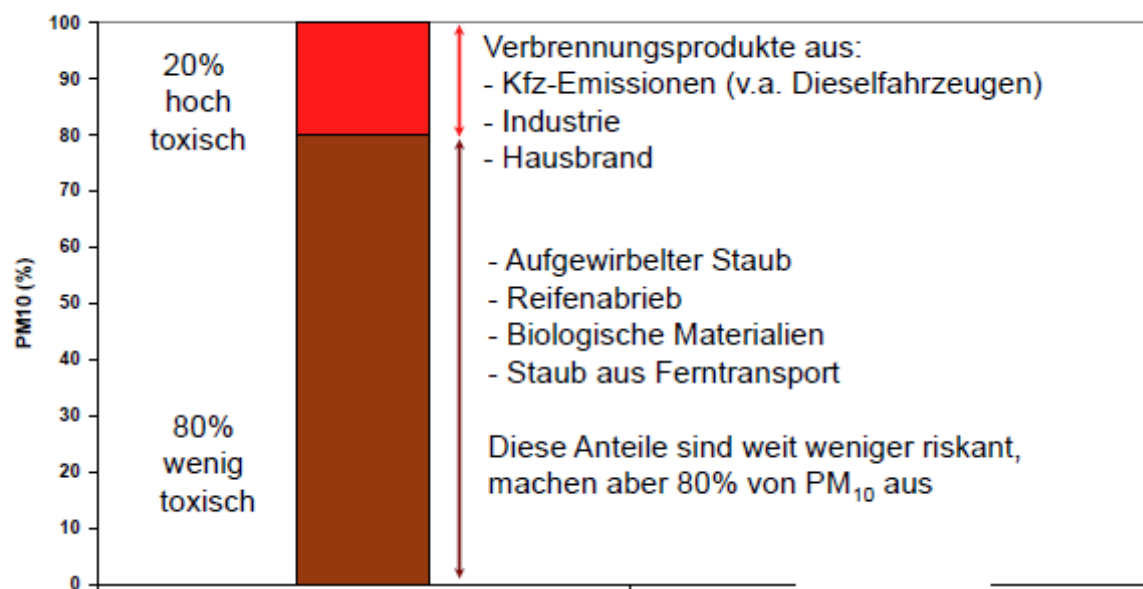 PM10 (%)
100
90
80
70
60
50
40
30
20
10
0
20%
hoch
toxisch
80%
wenig
toxisch
Verbrennungsprodukte aus:
- Kfz-Emissionen (v.a. Dieselfahrzeugen)
- Industrie
- Hausbrand
- Aufgewirbelter Staub
- Reifenabrieb
- Biologische Materialien
- Staub aus Ferntransport
Diese Anteile sind weit weniger riskant,
machen aber 80% von PM₁₀ aus